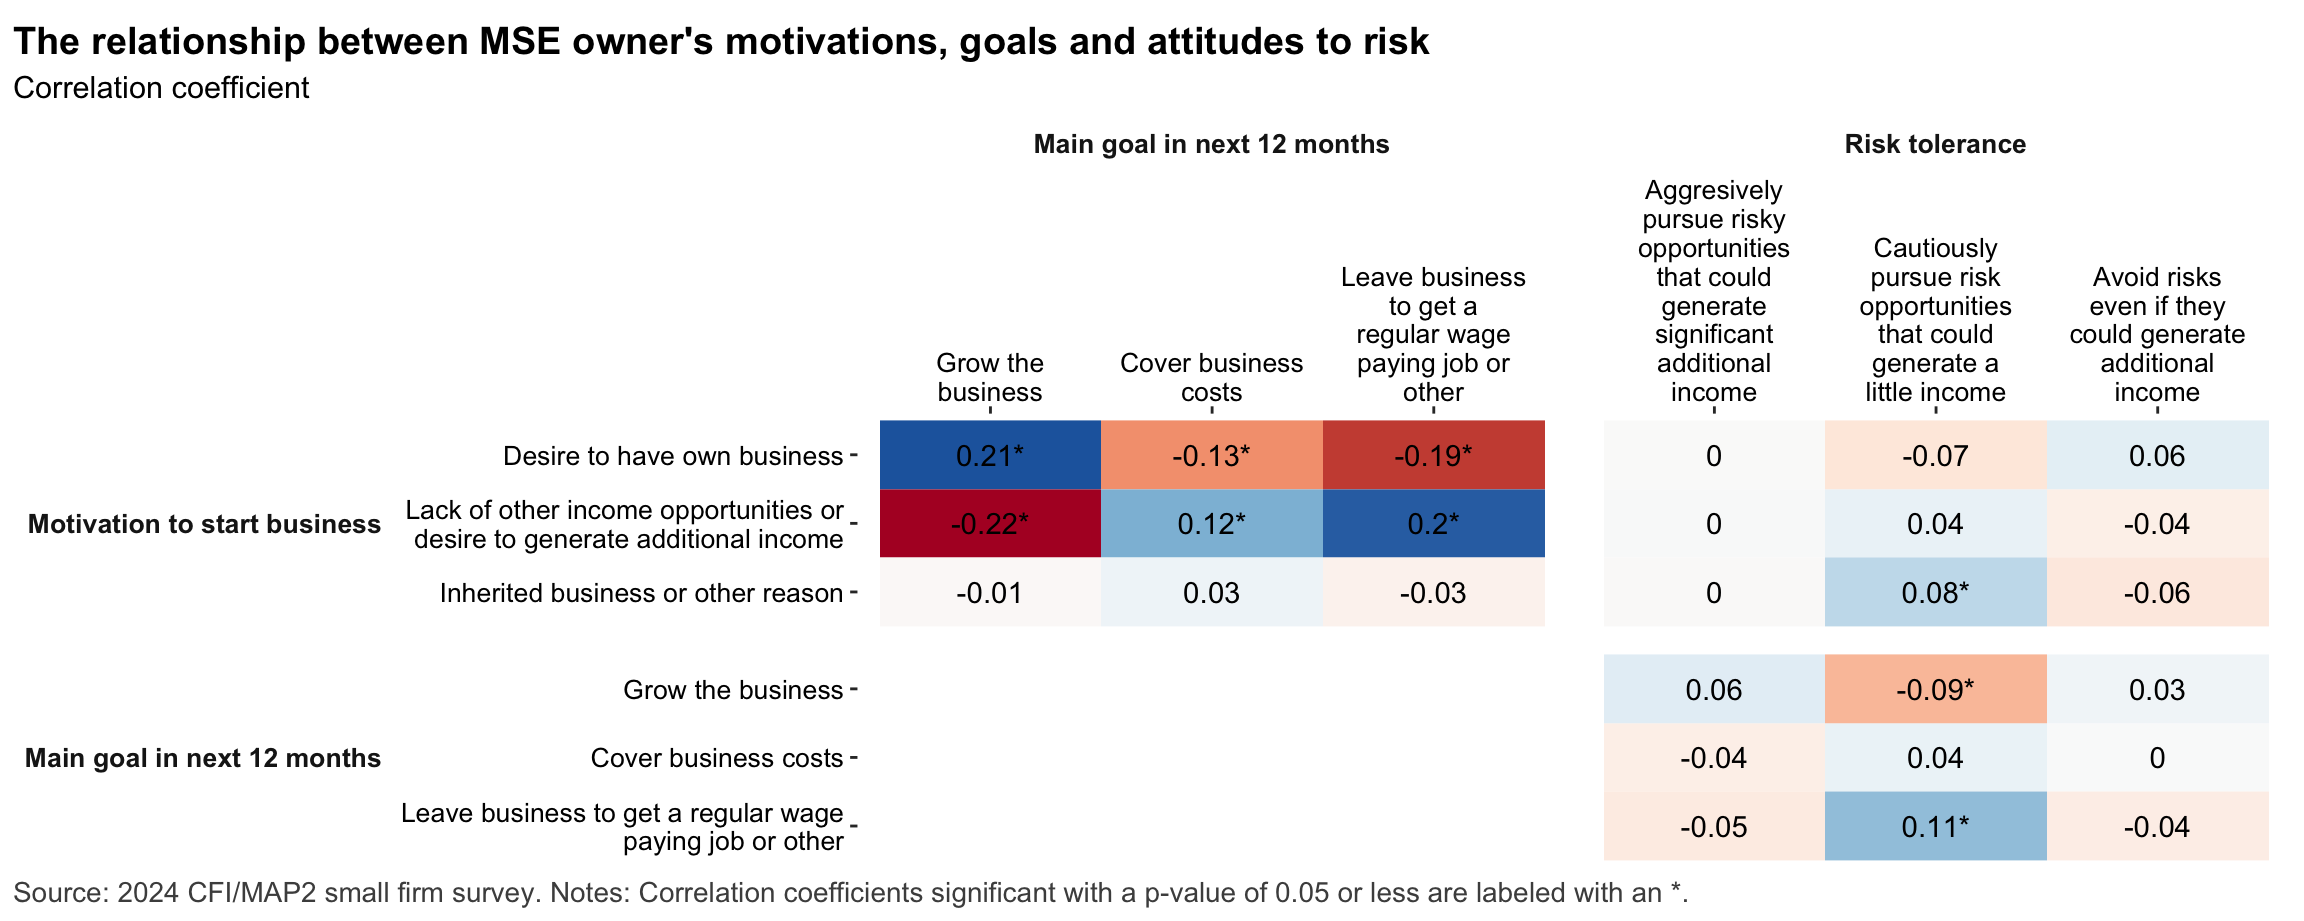 The relationship between MSE owner's motivations, goals and attitudes to risk
Correlation coefficient
Main goal in next 12 months
Risk tolerance
Grow the
business
Cover business
costs
Leave business
to get a
regular wage
paying job or
other
Aggresively
pursue risky
opportunities
that could
generate
significant
additional
income
Cautiously
pursue risk
opportunities
that could
generate a
little income
Avoid risks
even if they
could generate
additional
income
Motivation to start business
Desire to have own business
0.21* -0.13* -0.19* 0 -0.07 0.06
Lack of other income opportunities or
desire to generate additional income
-0.22* 0.12* 0.2* 0 0.04 -0.04
Inherited business or other reason
-0.01 0.03 -0.03 0 0.08* -0.06
Main goal in next 12 months
Grow the business
0.06 -0.09* 0.03
Cover business costs
-0.04 0.04 0
Leave business to get a regular wage
paying job or other
-0.05 0.11* -0.04
Source: 2024 CFI/MAP2 small firm survey. Notes: Correlation coefficients significant with a p-value of 0.05 or less are labeled with an *.